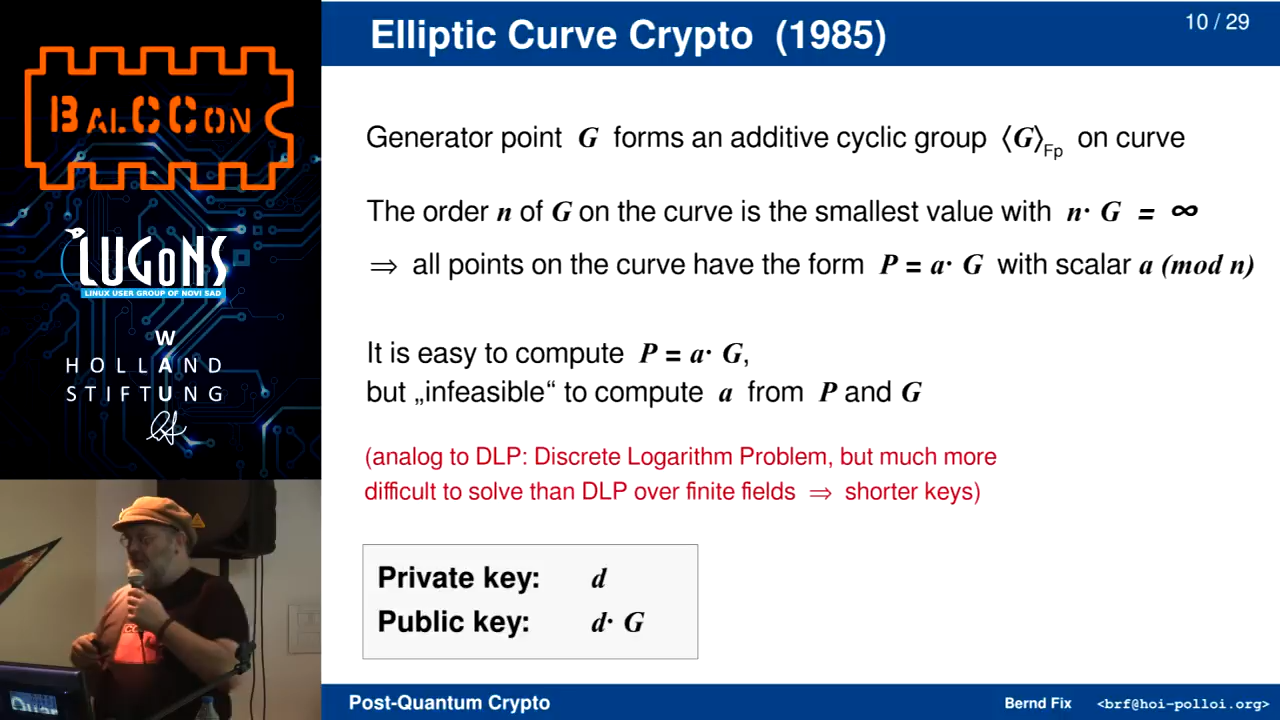 BALCCON
LUGONS
LINUX USER GROUP OF NOVI SAD
W
HOLLAND
STIFTUNG
U
Elliptic Curve Crypto (1985)
10 / 29
Generator point G forms an additive cyclic group ⟨G⟩Fp on curve
The order n of G on the curve is the smallest value with n· G = ∞
⇒ all points on the curve have the form P = a· G with scalar a (mod n)
It is easy to compute P = a· G,
but „infeasible“ to compute a from P and G
(analog to DLP: Discrete Logarithm Problem, but much more
difficult to solve than DLP over finite fields ⇒ shorter keys)
Private key: d
Public key: d· G
Post-Quantum Crypto
Bernd Fix <brf@hoi-polloi.org>